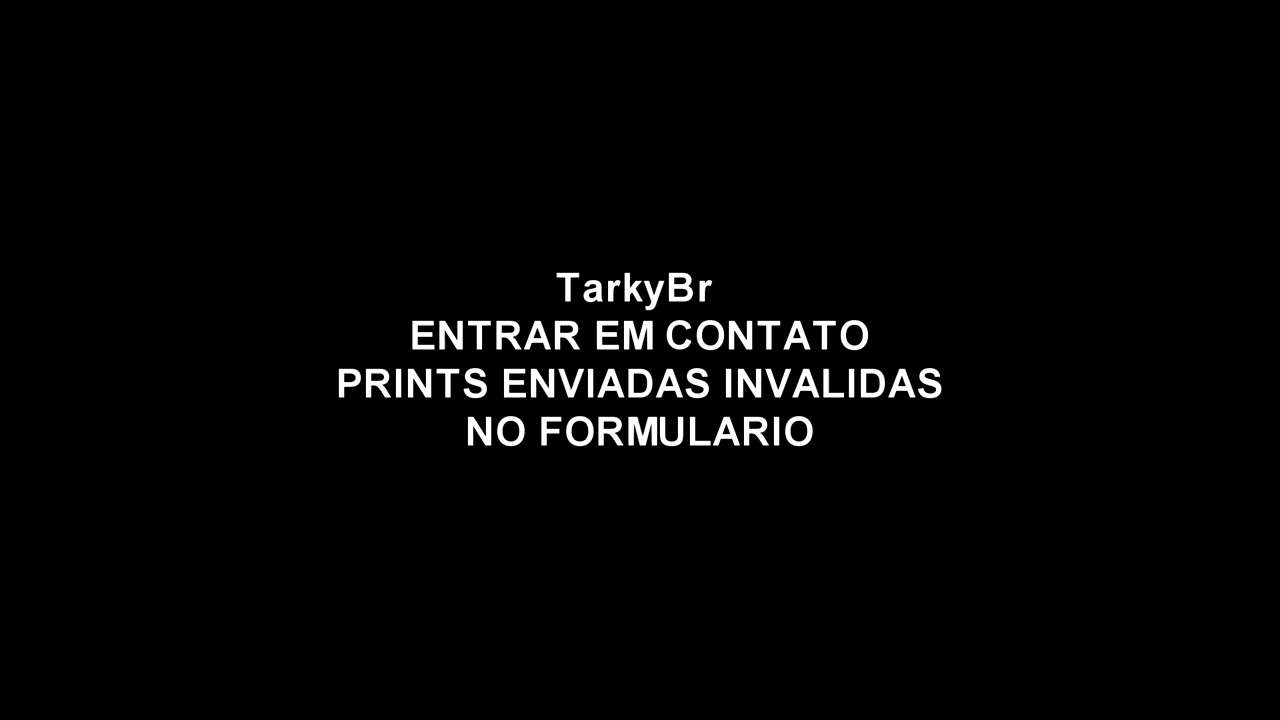 TarkyBr
ENTRAR EM CONTATO
PRINTS ENVIADAS INVALIDAS
NO FORMULARIO